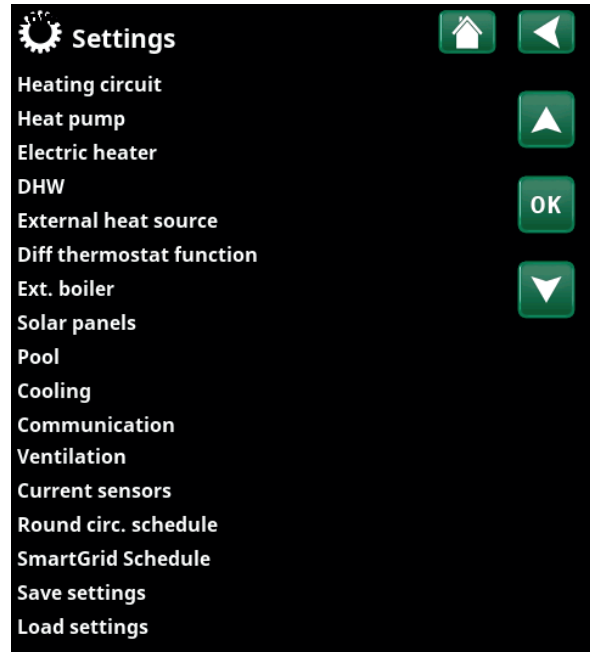 Settings
Heating circuit
Heat pump
Electric heater
DHW
OK
External heat source
Diff thermostat function
Ext. boiler
Solar panels
Pool
Cooling
Communication
Ventilation
Current sensors
Round circ. schedule
SmartGrid Schedule
Save settings
Load settings